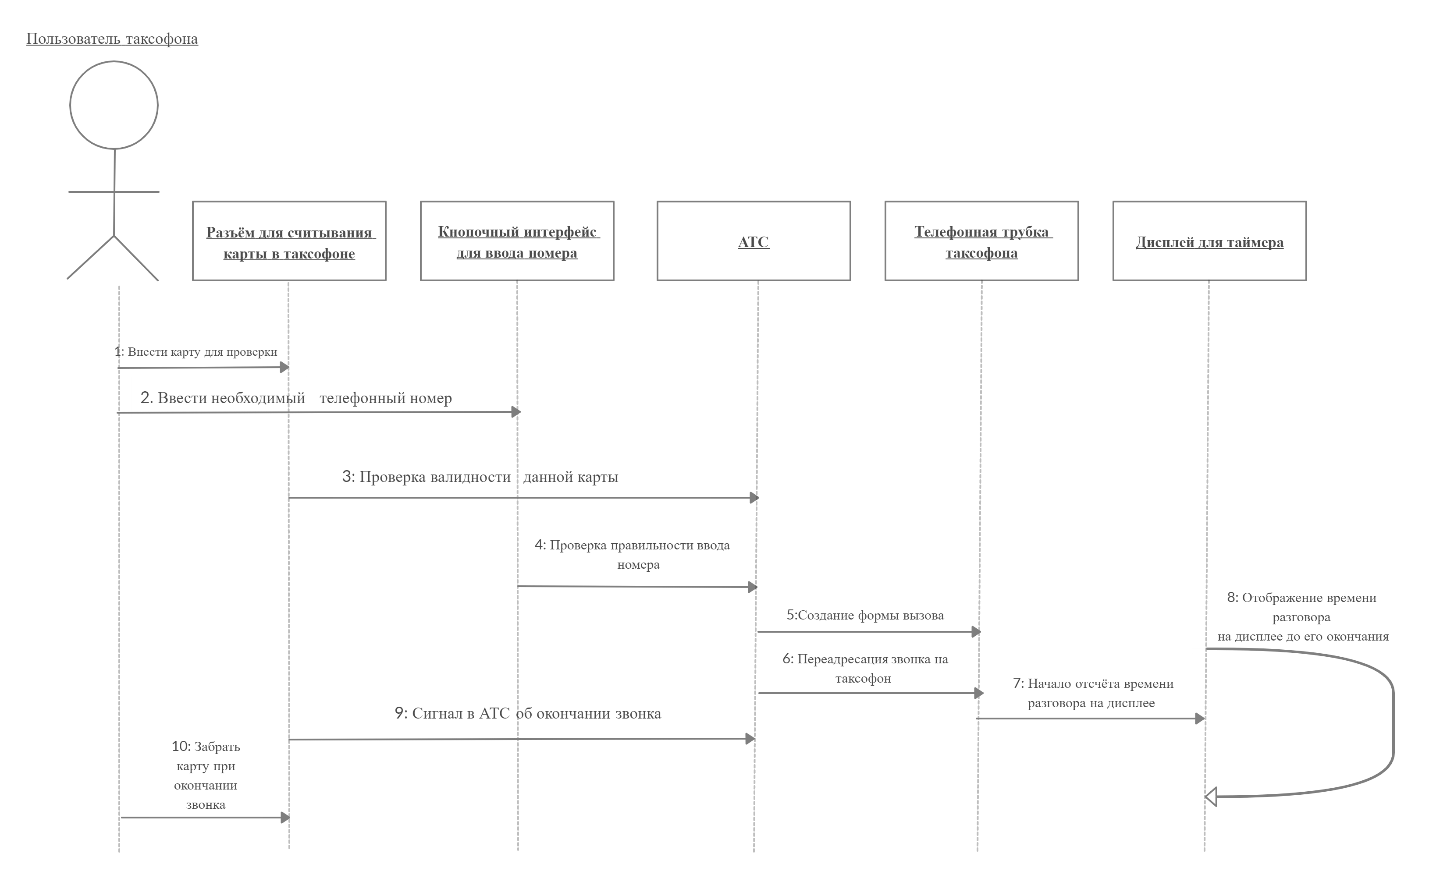 Пользователь таксофона
Разъём для считывания
карты в таксофоне
Кнопочный интерфейс
для ввода номера
АТС
Телефонная трубка
таксофона
Дисплей для таймера
1: Внести карту для проверки
2. Ввести необходимый телефонный номер
3: Проверка валидности данной карты
4: Проверка правильности ввода
номера
5:Создание формы вызова
6: Переадресация звонка на
таксофон
7: Начало отсчёта времени
разговора на дисплее
8: Отображение времени
разговора
на дисплее до его окончания
9: Сигнал в АТС об окончании звонка
10: Забрать
карту при
окончании
звонка